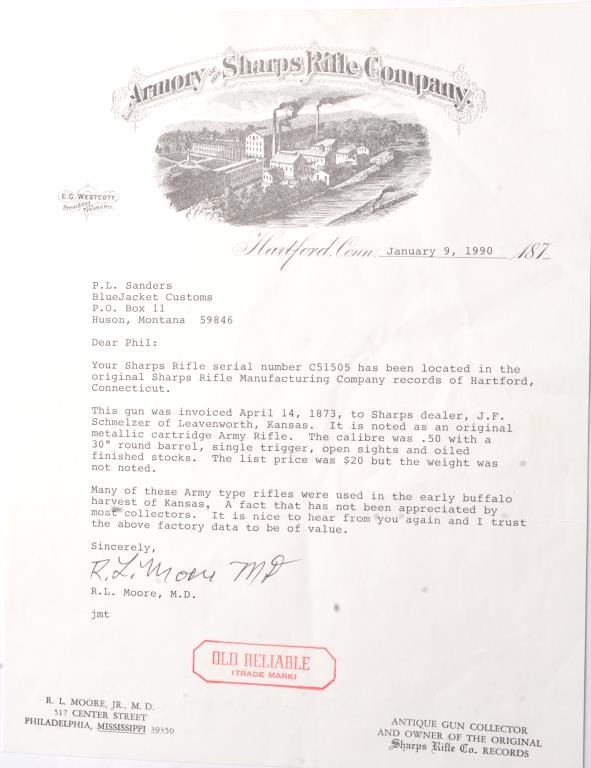 Armory OF THE Sharps Rifle Company.
E.G. WESTCOTT,
President
Treasurer.
Hartford, Conn. January 9, 1990 187
P.L. Sanders
BlueJacket Customs
P.O. Box 11
Huson, Montana 59846
Dear Phil:
Your Sharps Rifle serial number C51505 has been located in the
original Sharps Rifle Manufacturing Company records of Hartford,
Connecticut.
This gun was invoiced April 14, 1873, to Sharps dealer, J.F.
Schmelzer of Leavenworth, Kansas. It is noted as an original
metallic cartridge Army Rifle. The calibre was .50 with a
30" round barrel, single trigger, open sights and oiled
finished stocks. The list price was $20 but the weight was
not noted.
Many of these Army type rifles were used in the early buffalo
harvest of Kansas, A fact that has not been appreciated by
most collectors. It is nice to hear from you again and I trust
the above factory data to be of value.
Sincerely,
R. L. Moore MD
R.L. Moore, M.D.
jmt
OLD RELIABLE
(TRADE MARK)
R. L. MOORE, JR., M. D.
517 CENTER STREET
PHILADELPHIA, MISSISSIPPI 39350
ANTIQUE GUN COLLECTOR
AND OWNER OF THE ORIGINAL
Sharps Rifle Co. RECORDS